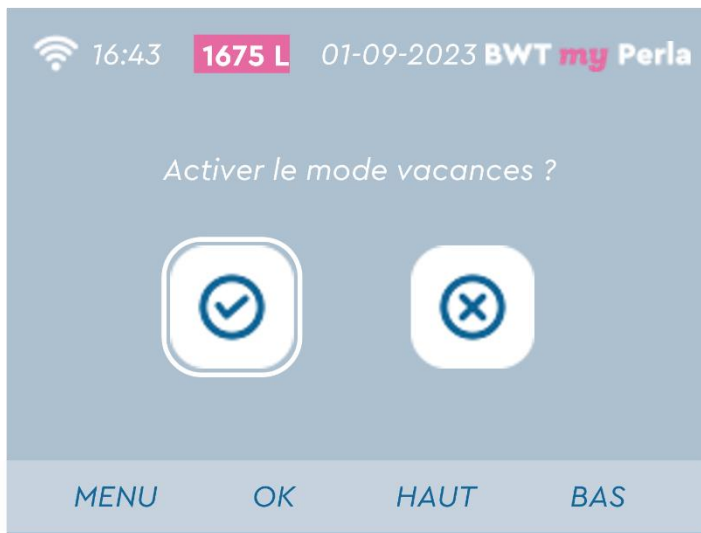 16:43 1675 L 01-09-2023 BWT my Perla
Activer le mode vacances ?
MENU OK HAUT BAS